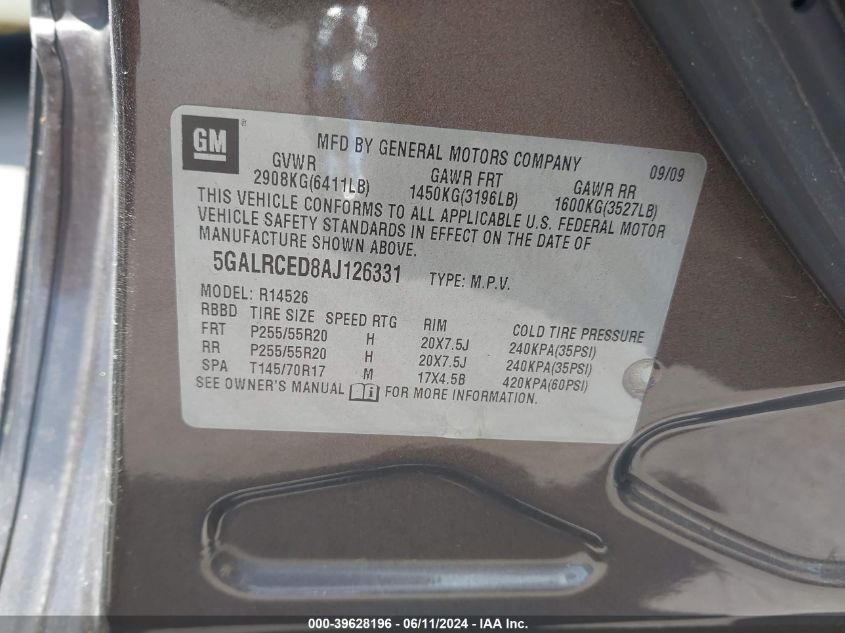 GM
MFD BY GENERAL MOTORS COMPANY 09/09
GVWR GAWR FRT GAWR RR
2908KG(6411LB) 1450KG(3196LB) 1600KG(3527LB)
THIS VEHICLE CONFORMS TO ALL APPLICABLE U.S. FEDERAL MOTOR
VEHICLE SAFETY STANDARDS IN EFFECT ON THE DATE OF
MANUFACTURE SHOWN ABOVE.
5GALRCED8AJ126331 TYPE: M.P.V.
MODEL: R14526
RBBD TIRE SIZE SPEED RTG RIM COLD TIRE PRESSURE
FRT P255/55R20 H 20X7.5J 240KPA(35PSI)
RR P255/55R20 H 20X7.5J 240KPA(35PSI)
SPA T145/70R17 M 17X4.5B 420KPA(60PSI)
SEE OWNER'S MANUAL FOR MORE INFORMATION.
000-39628196 - 06/11/2024 - IAA Inc.